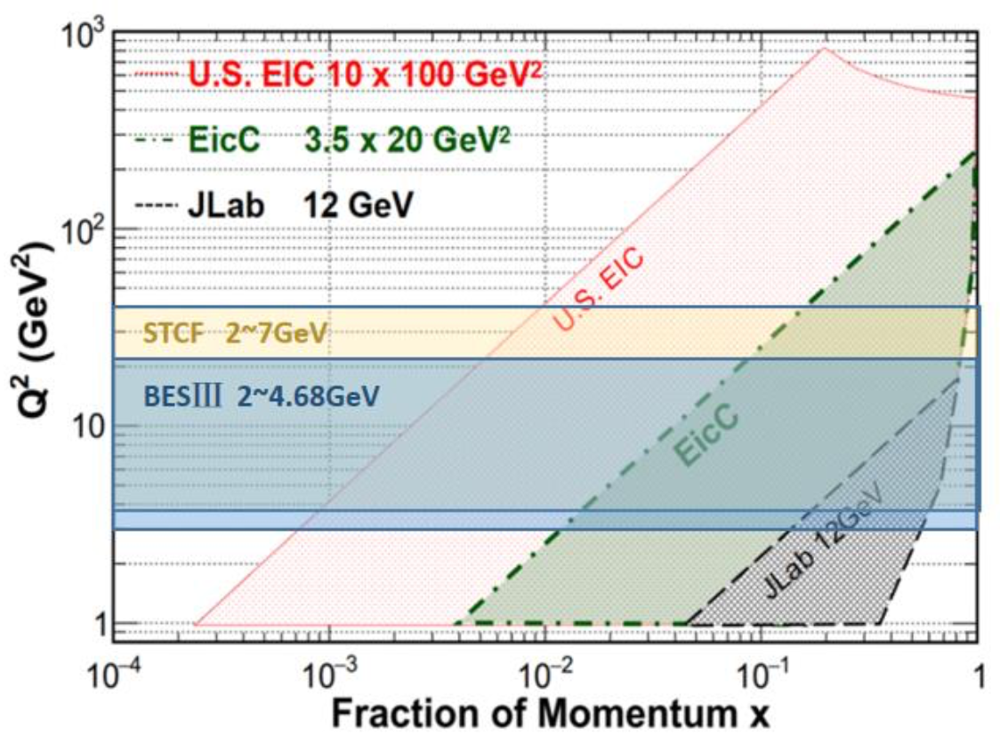 10³
U.S. EIC 10 x 100 GeV²
EicC 3.5 x 20 GeV²
JLab 12 GeV
10²
U.S. EIC
STCF 2~7GeV
BESIII 2~4.68GeV
10
EicC
JLab 12GeV
1
Q² (GeV²)
10⁻⁴ 10⁻³ 10⁻² 10⁻¹ 1
Fraction of Momentum x